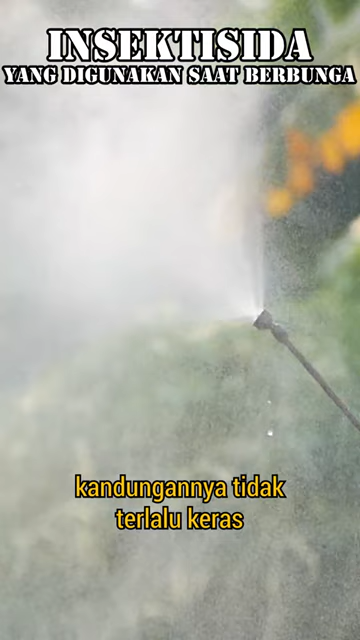 INSEKTISIDA
YANG DIGUNAKAN SAAT BERBUNGA
kandungannya tidak
terlalu keras